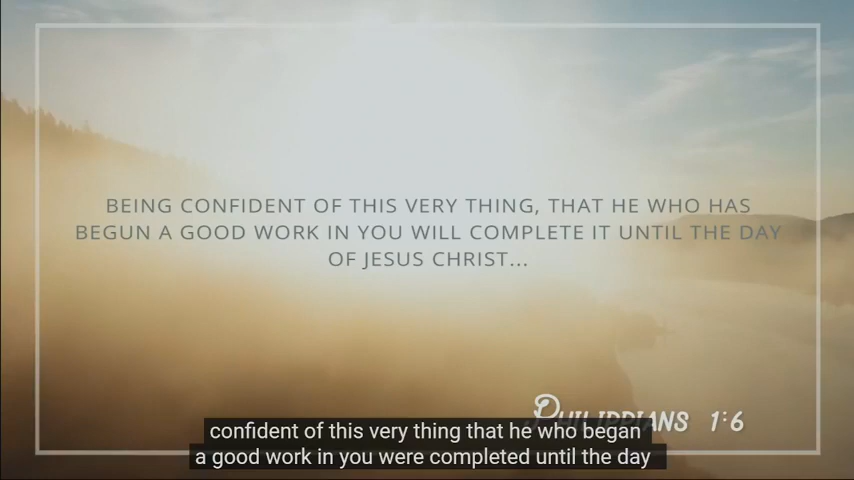 BEING CONFIDENT OF THIS VERY THING, THAT HE WHO HAS
BEGUN A GOOD WORK IN YOU WILL COMPLETE IT UNTIL THE DAY
OF JESUS CHRIST...
PHILIPPIANS 1:6
confident of this very thing that he who began
a good work in you were completed until the day